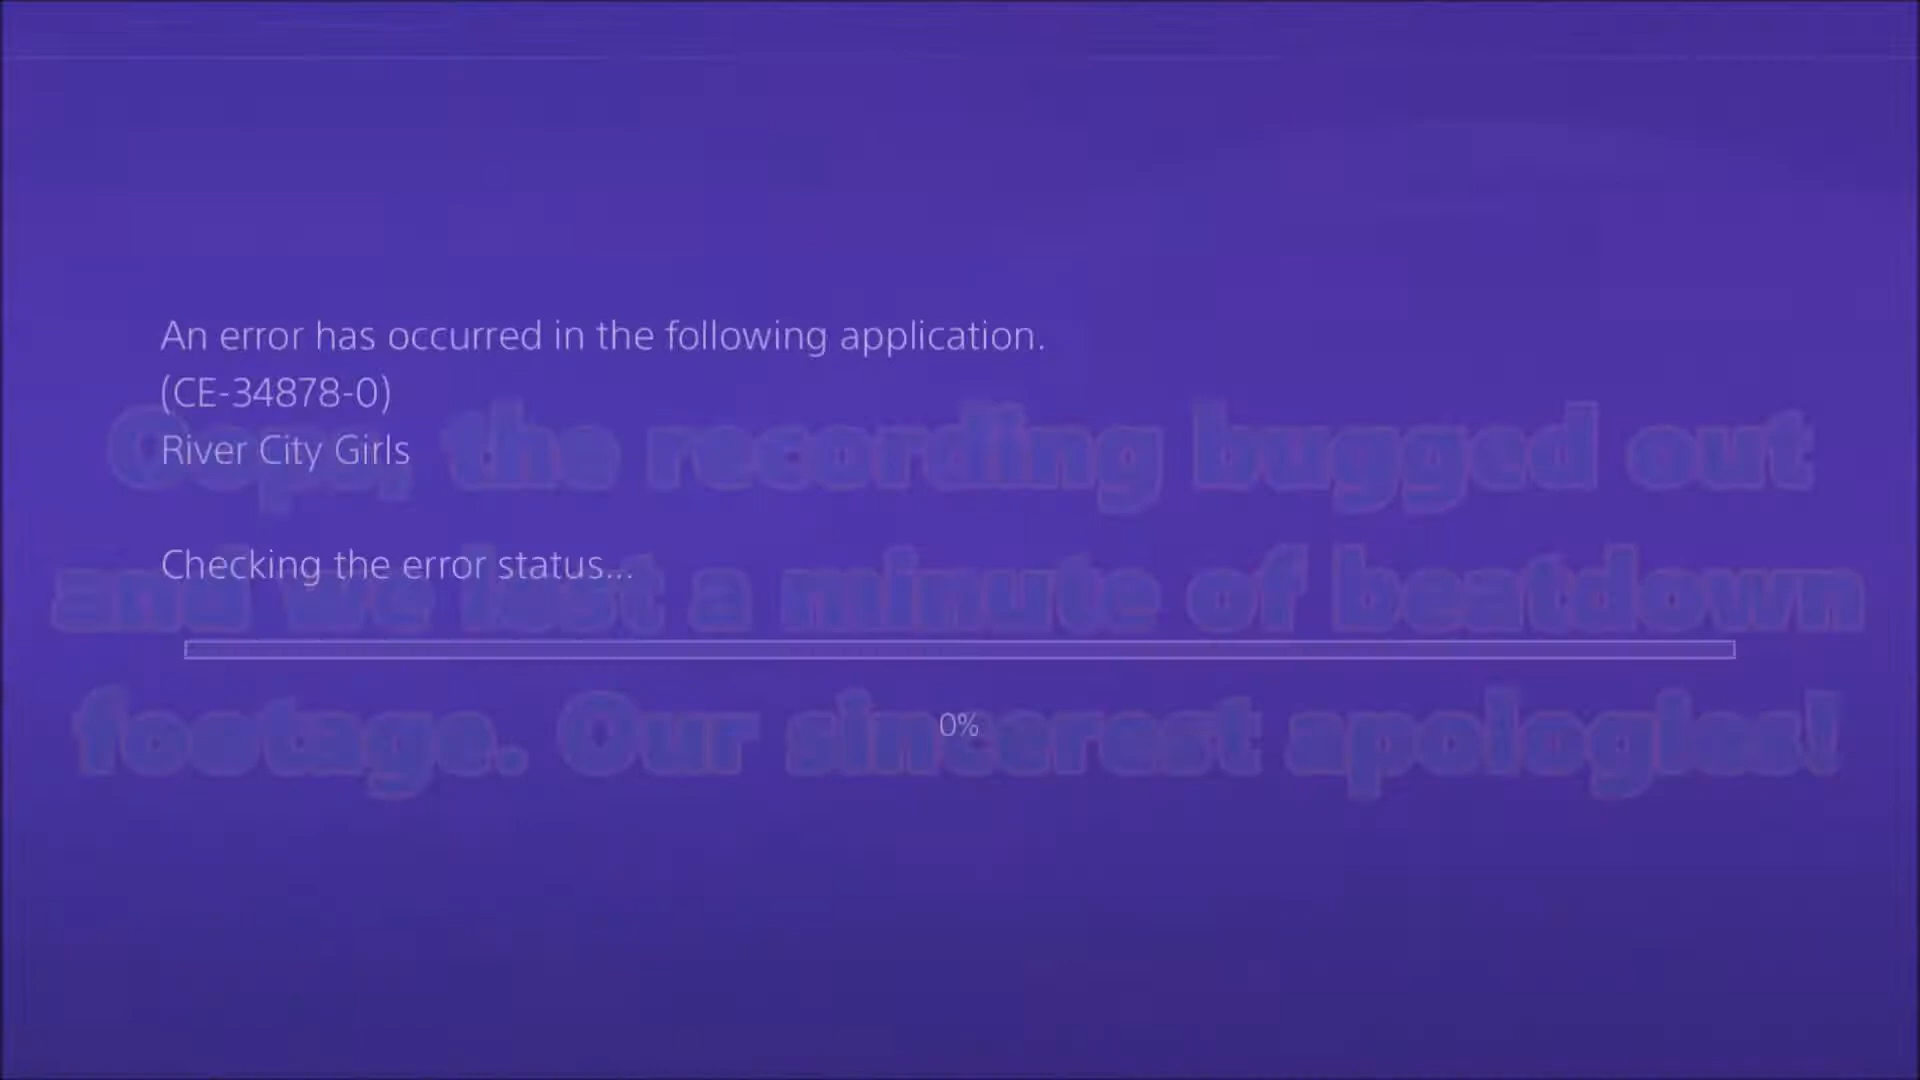 An error has occurred in the following application.
(CE-34878-0)
River City Girls
Checking the error status...
0%
Oops, the recording bugged out
and we lost a minute of beatdown
footage. Our sincerest apologies!